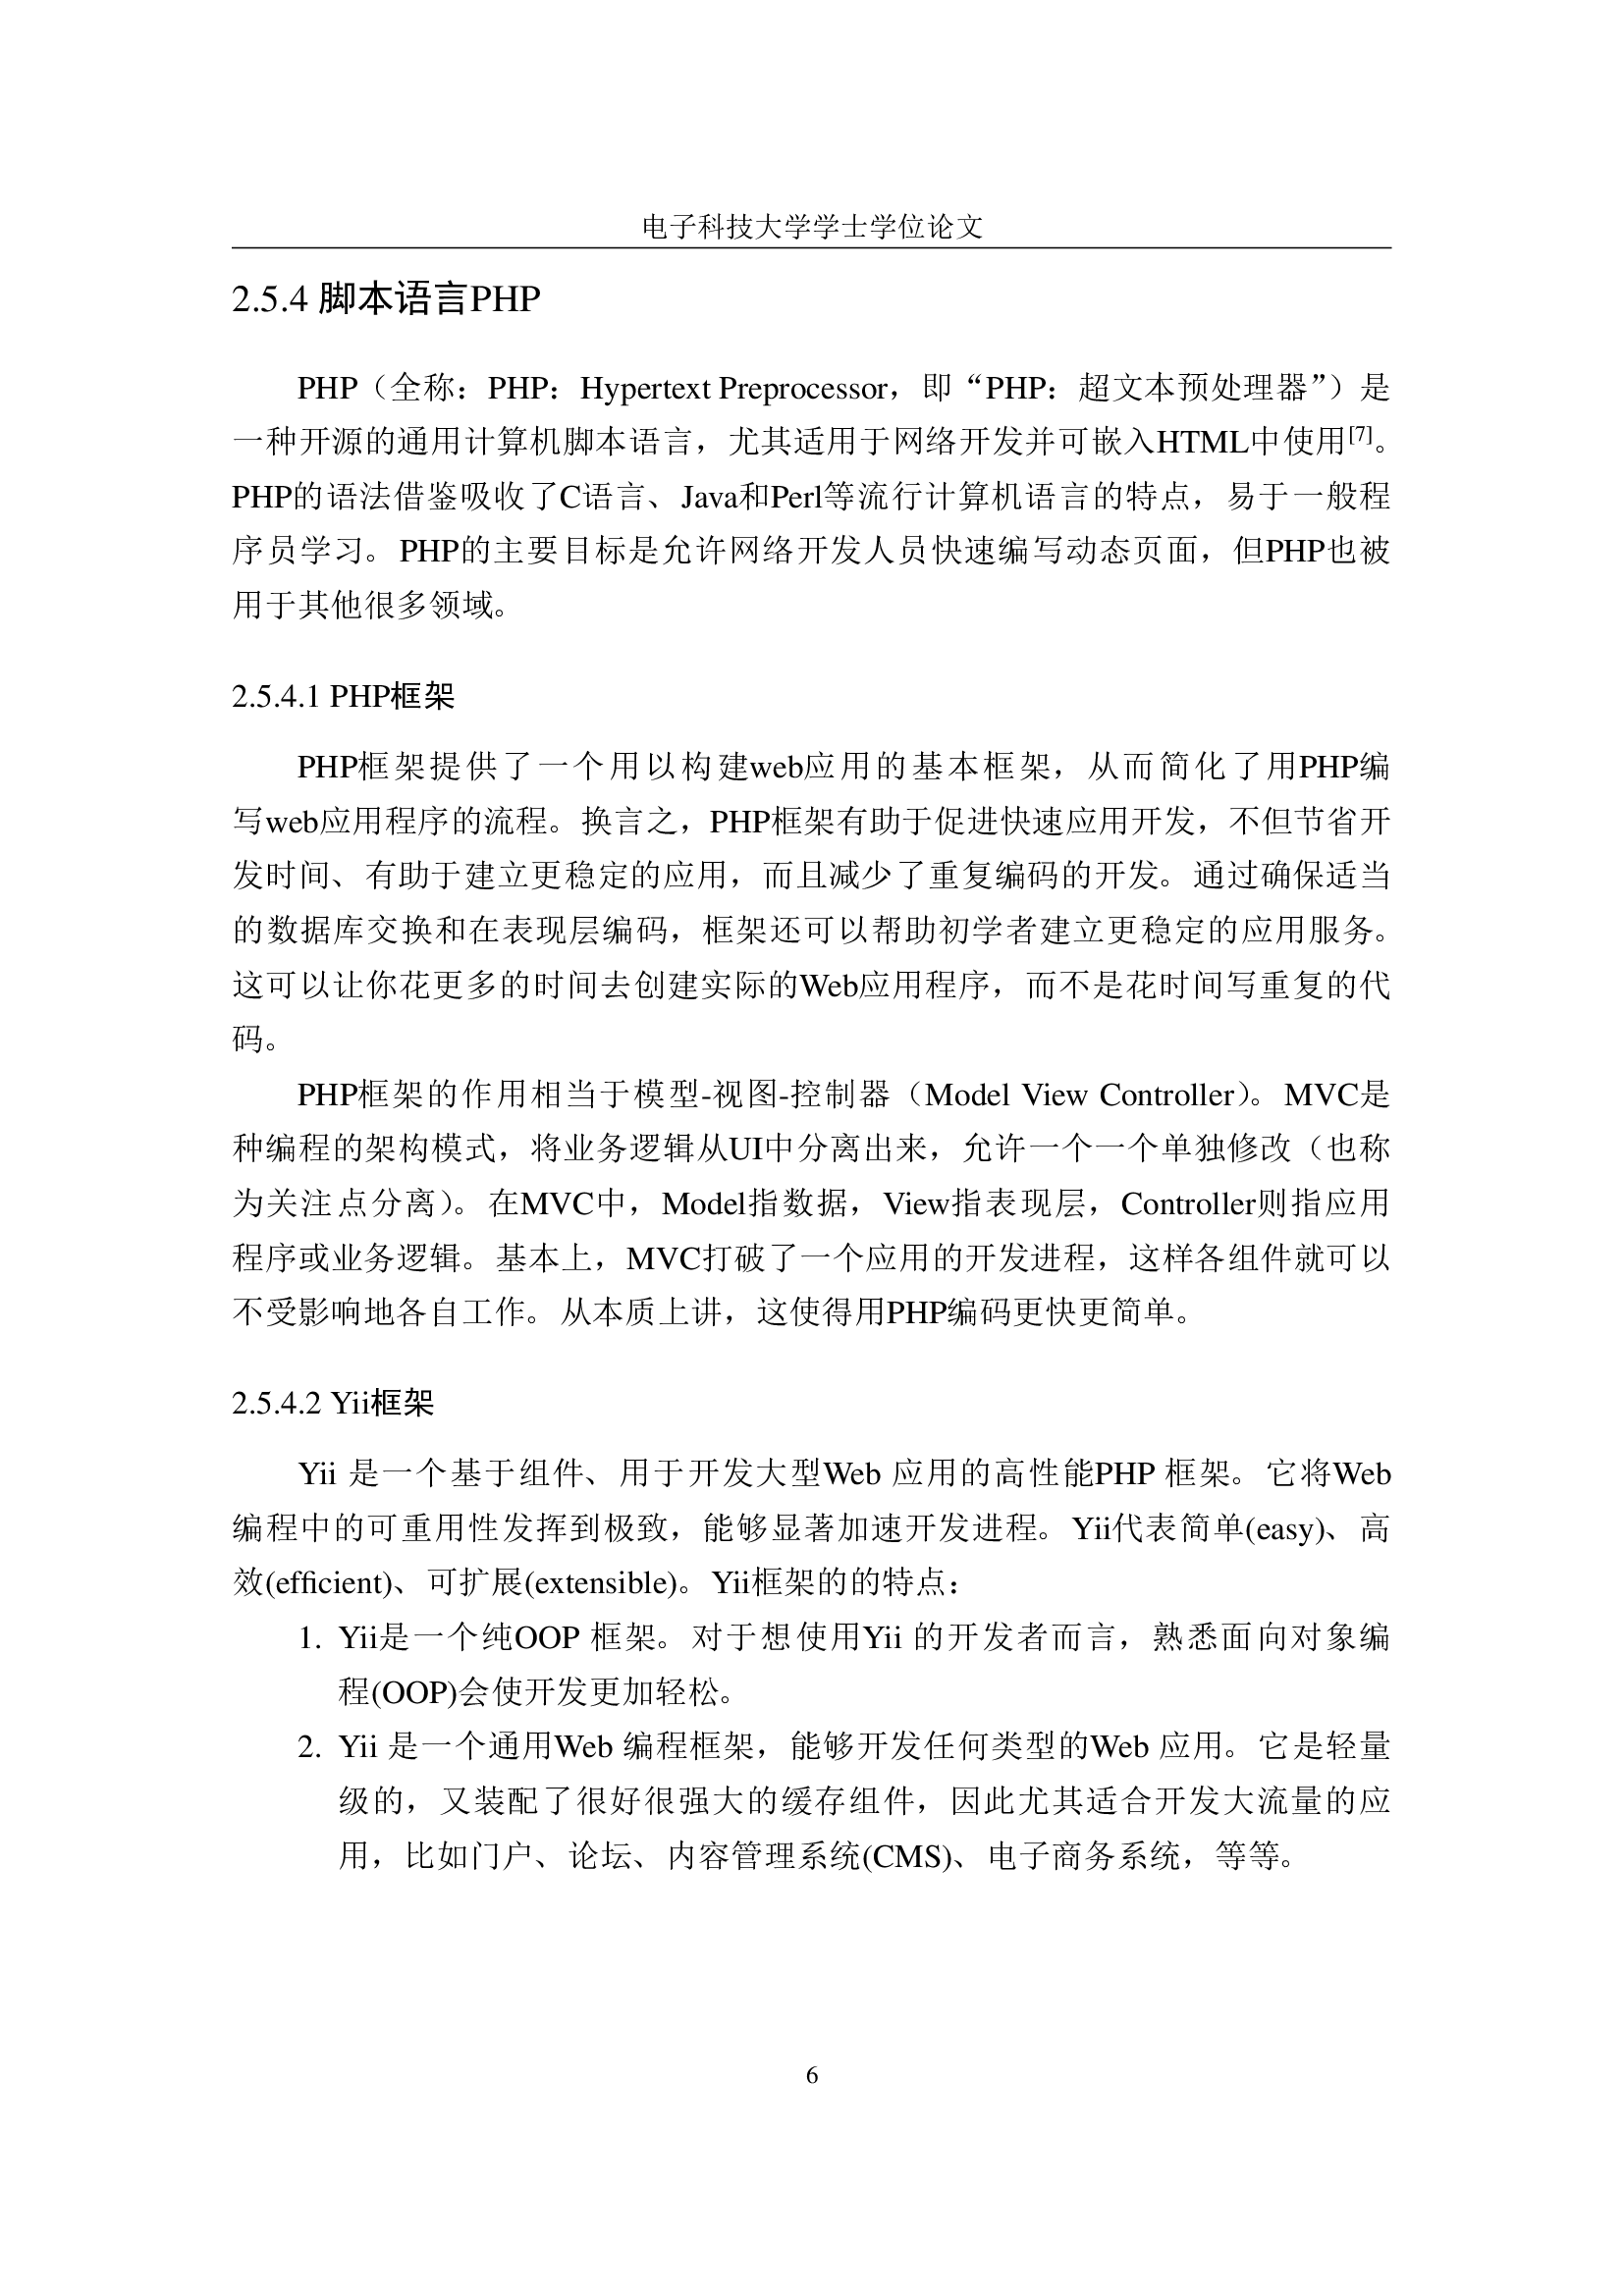 电子科技大学学士学位论文
2.5.4 脚本语言PHP
PHP（全称：PHP：Hypertext Preprocessor，即“PHP：超文本预处理器”）是
一种开源的通用计算机脚本语言，尤其适用于网络开发并可嵌入HTML中使用[7]。
PHP的语法借鉴吸收了C语言、Java和Perl等流行计算机语言的特点，易于一般程
序员学习。PHP的主要目标是允许网络开发人员快速编写动态页面，但PHP也被
用于其他很多领域。
2.5.4.1 PHP框架
PHP框架提供了一个用以构建web应用的基本框架，从而简化了用PHP编
写web应用程序的流程。换言之，PHP框架有助于促进快速应用开发，不但节省开
发时间、有助于建立更稳定的应用，而且减少了重复编码的开发。通过确保适当
的数据库交换和在表现层编码，框架还可以帮助初学者建立更稳定的应用服务。
这可以让你花更多的时间去创建实际的Web应用程序，而不是花时间写重复的代
码。
PHP框架的作用相当于模型-视图-控制器（Model View Controller）。MVC是
种编程的架构模式，将业务逻辑从UI中分离出来，允许一个一个单独修改（也称
为关注点分离）。在MVC中，Model指数据，View指表现层，Controller则指应用
程序或业务逻辑。基本上，MVC打破了一个应用的开发进程，这样各组件就可以
不受影响地各自工作。从本质上讲，这使得用PHP编码更快更简单。
2.5.4.2 Yii框架
Yii 是一个基于组件、用于开发大型Web 应用的高性能PHP 框架。它将Web
编程中的可重用性发挥到极致，能够显著加速开发进程。Yii代表简单(easy)、高
效(efficient)、可扩展(extensible)。Yii框架的的特点：
1. Yii是一个纯OOP 框架。对于想使用Yii 的开发者而言，熟悉面向对象编
程(OOP)会使开发更加轻松。
2. Yii 是一个通用Web 编程框架，能够开发任何类型的Web 应用。它是轻量
级的，又装配了很好很强大的缓存组件，因此尤其适合开发大流量的应
用，比如门户、论坛、内容管理系统(CMS)、电子商务系统，等等。
6